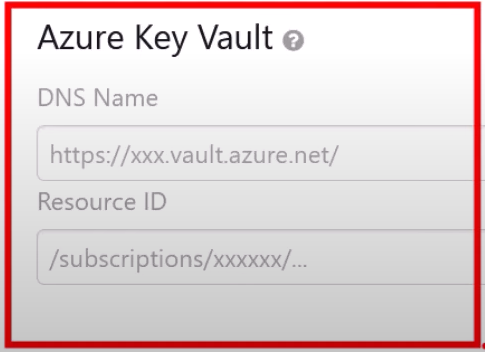 Azure Key Vault ?
DNS Name
https://xxx.vault.azure.net/
Resource ID
/subscriptions/xxxxxx/...